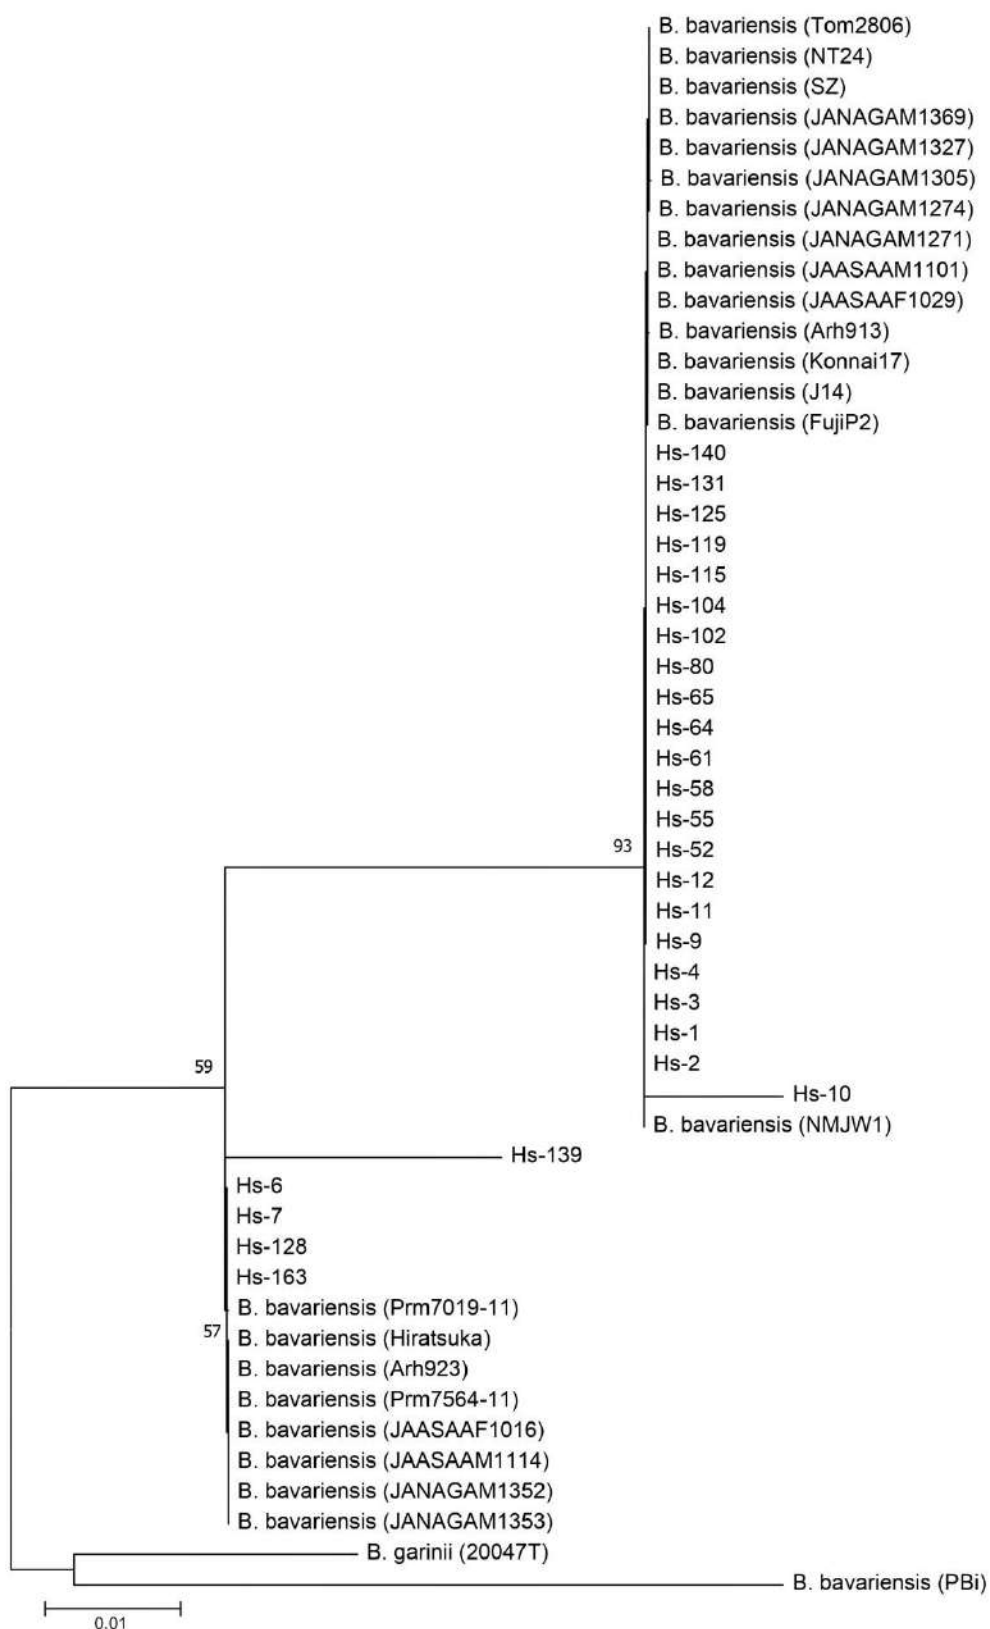 B. bavariensis (Tom2806)
B. bavariensis (NT24)
B. bavariensis (SZ)
B. bavariensis (JANAGAM1369)
B. bavariensis (JANAGAM1327)
B. bavariensis (JANAGAM1305)
B. bavariensis (JANAGAM1274)
B. bavariensis (JANAGAM1271)
B. bavariensis (JAASAAM1101)
B. bavariensis (JAASAAF1029)
B. bavariensis (Arh913)
B. bavariensis (Konnai17)
B. bavariensis (J14)
B. bavariensis (FujiP2)
Hs-140
Hs-131
Hs-125
Hs-119
Hs-115
Hs-104
Hs-102
Hs-80
Hs-65
Hs-64
Hs-61
Hs-58
Hs-55
93 Hs-52
Hs-12
Hs-11
Hs-9
Hs-4
Hs-3
Hs-1
59 Hs-2
Hs-10
B. bavariensis (NMJW1)
Hs-139
Hs-6
Hs-7
Hs-128
Hs-163
B. bavariensis (Prm7019-11)
57 B. bavariensis (Hiratsuka)
B. bavariensis (Arh923)
B. bavariensis (Prm7564-11)
B. bavariensis (JAASAAF1016)
B. bavariensis (JAASAAM1114)
B. bavariensis (JANAGAM1352)
B. bavariensis (JANAGAM1353)
B. garinii (20047T)
B. bavariensis (PBi)
0.01